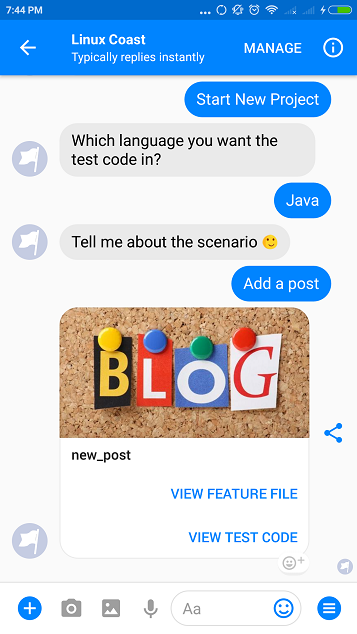 7:44 PM
Linux Coast
Typically replies instantly
MANAGE
Start New Project
Which language you want the
test code in?
Java
Tell me about the scenario 🙂
Add a post
BLOG
new_post
VIEW FEATURE FILE
VIEW TEST CODE
Aa